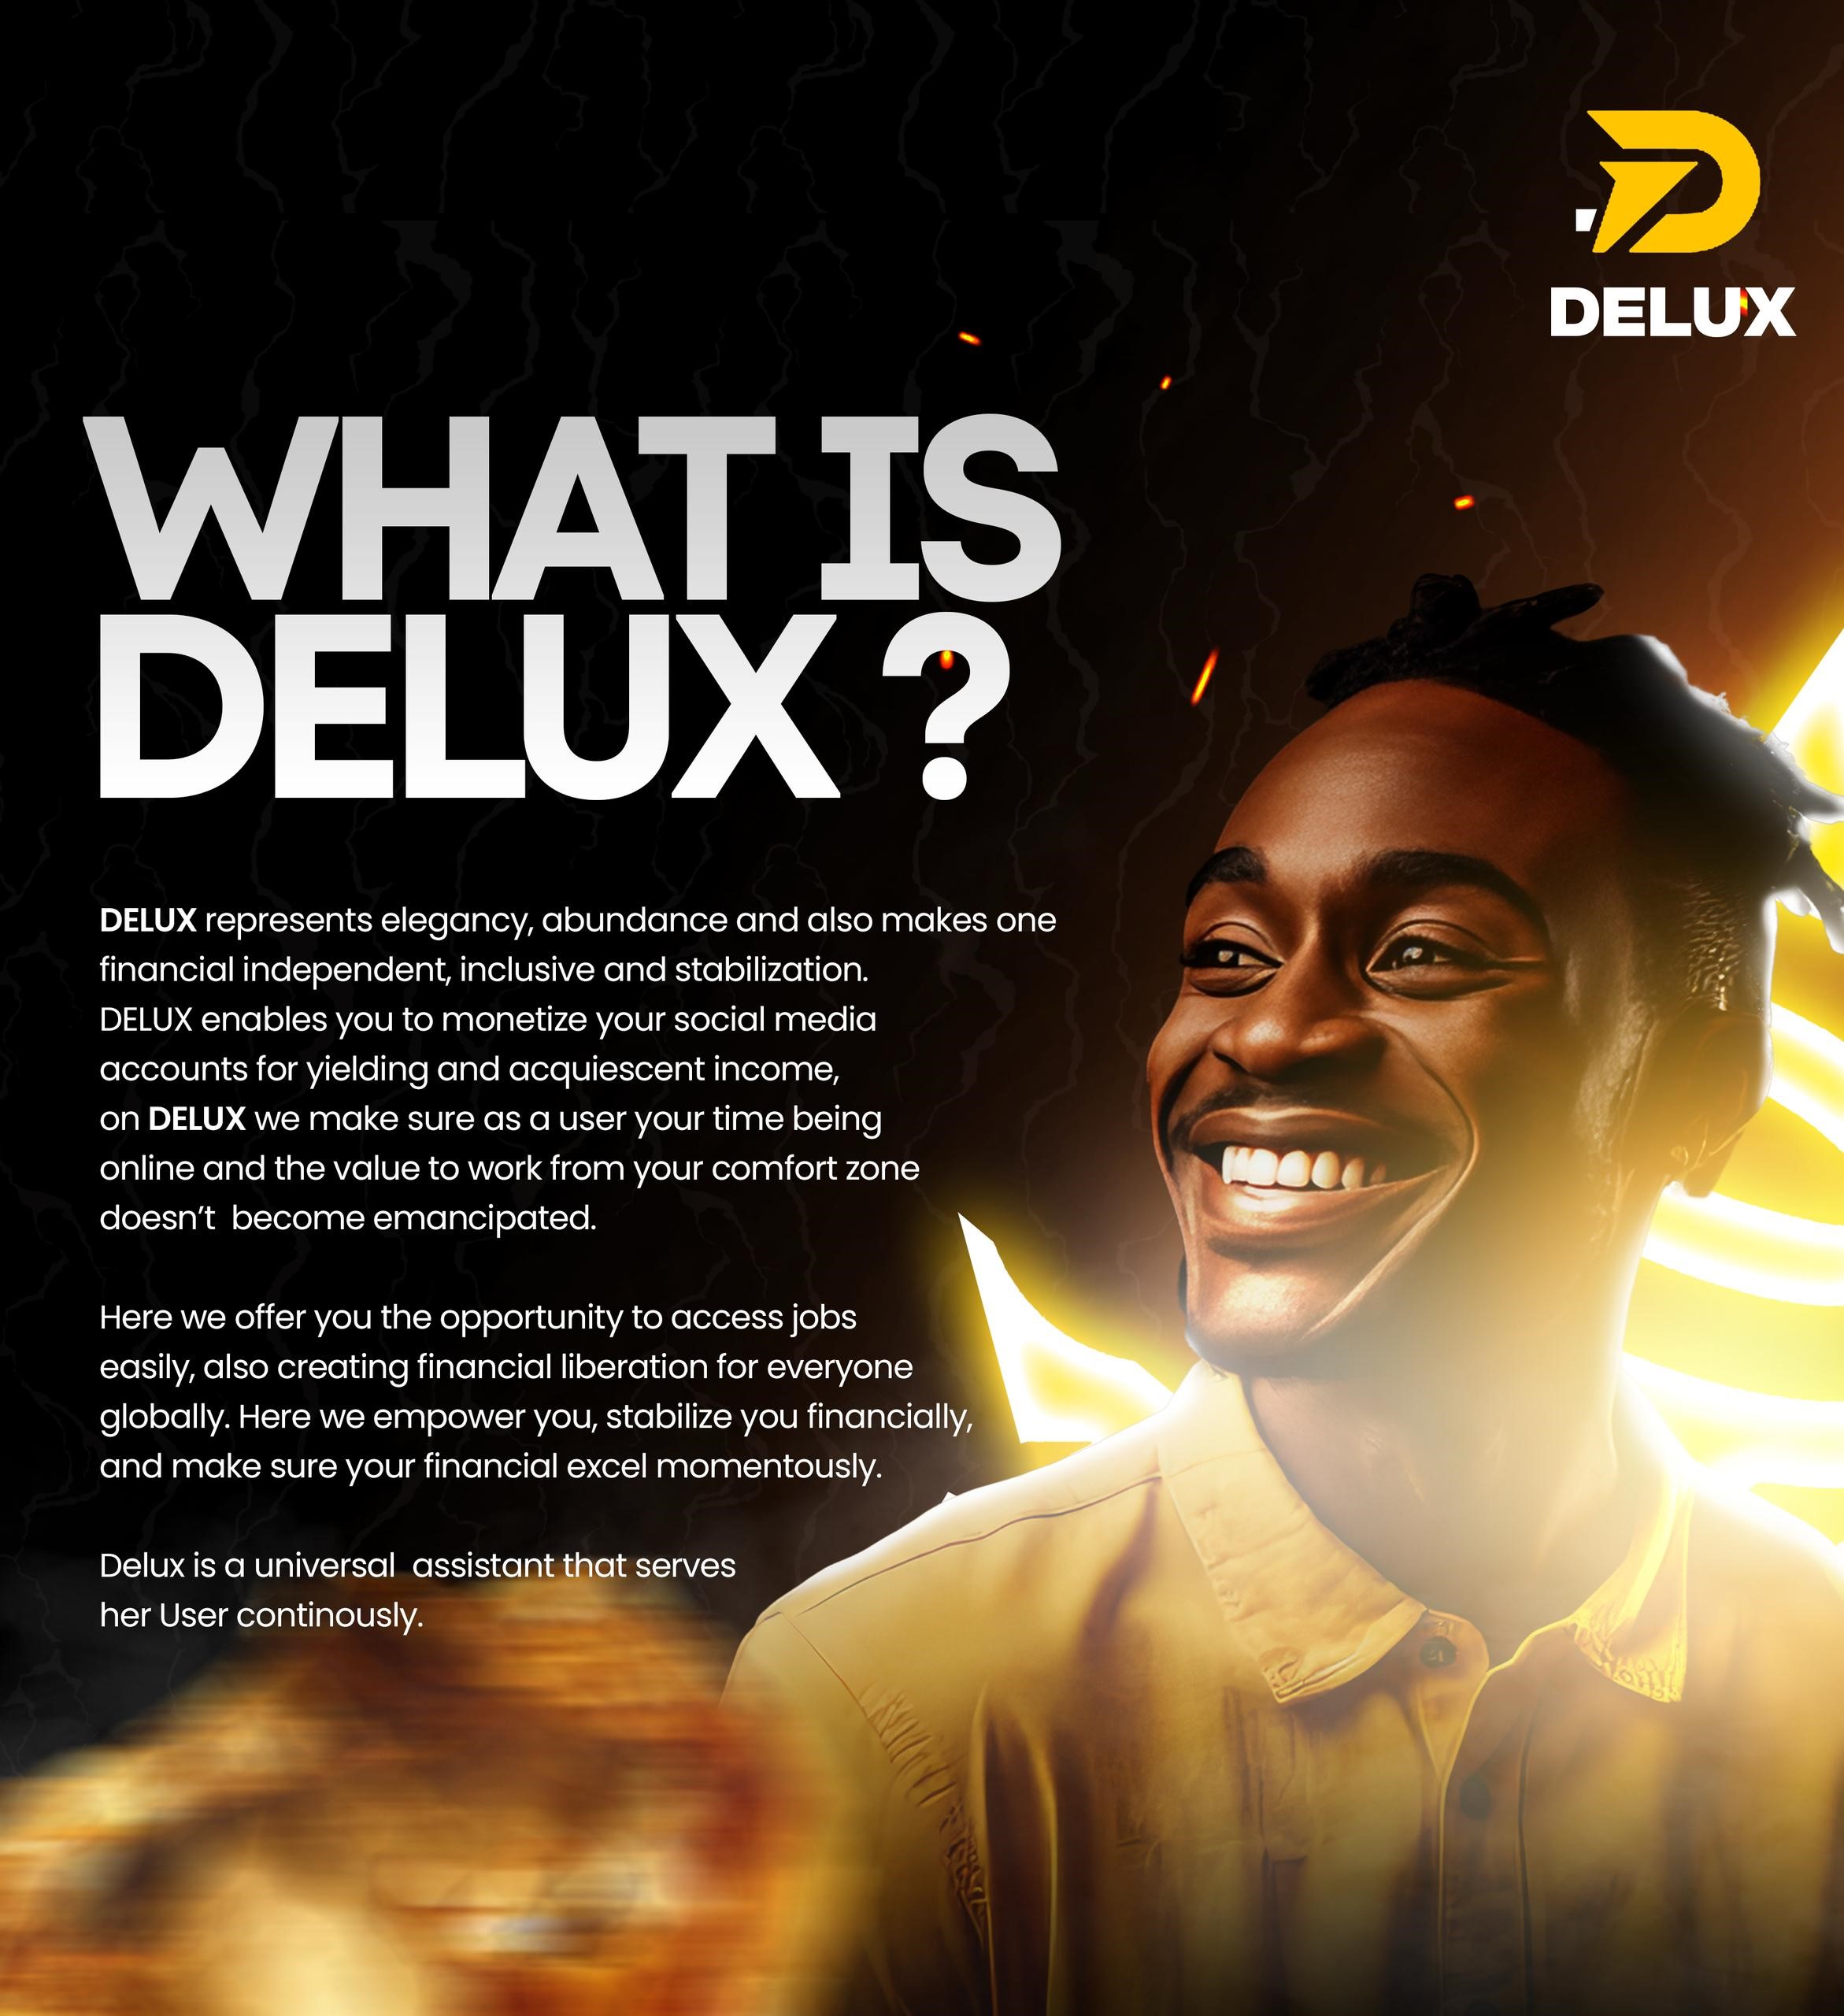 DELUX
WHAT IS
DELUX ?
DELUX represents elegancy, abundance and also makes one
financial independent, inclusive and stabilization.
DELUX enables you to monetize your social media
accounts for yielding and acquiescent income,
on DELUX we make sure as a user your time being
online and the value to work from your comfort zone
doesn’t  become emancipated.
Here we offer you the opportunity to access jobs
easily, also creating financial liberation for everyone
globally. Here we empower you, stabilize you financially,
and make sure your financial excel momentously.
Delux is a universal  assistant that serves
her User continously.